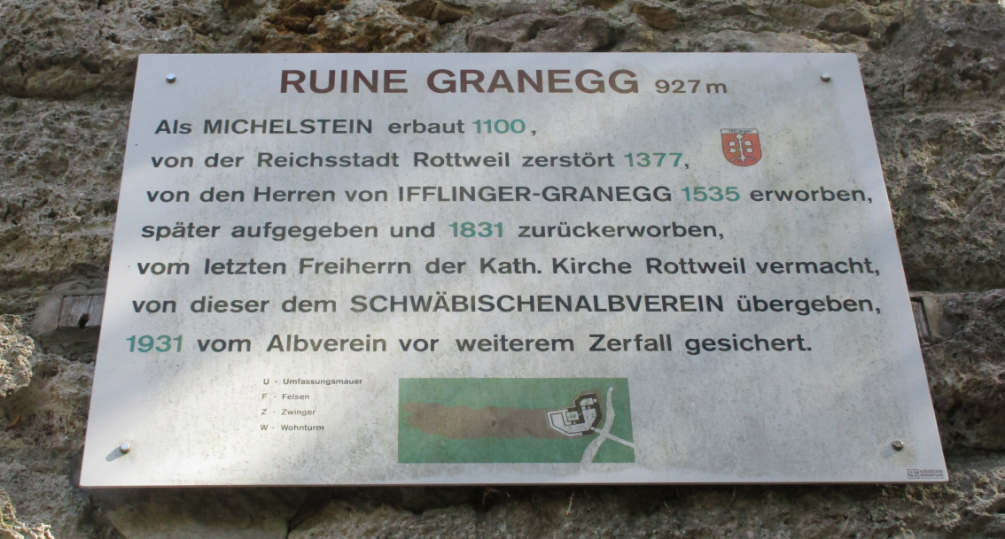 RUINE GRANEGG 927m
Als MICHELSTEIN erbaut 1100,
von der Reichsstadt Rottweil zerstört 1377,
von den Herren von IFFLINGER-GRANEGG 1535 erworben,
später aufgegeben und 1831 zurückerworben,
vom letzten Freiherrn der Kath. Kirche Rottweil vermacht,
von dieser dem SCHWÄBISCHENALBVEREIN übergeben,
1931 vom Albverein vor weiterem Zerfall gesichert.
U - Umfassungsmauer
F - Felsen
Z - Zwinger
W - Wohnturm